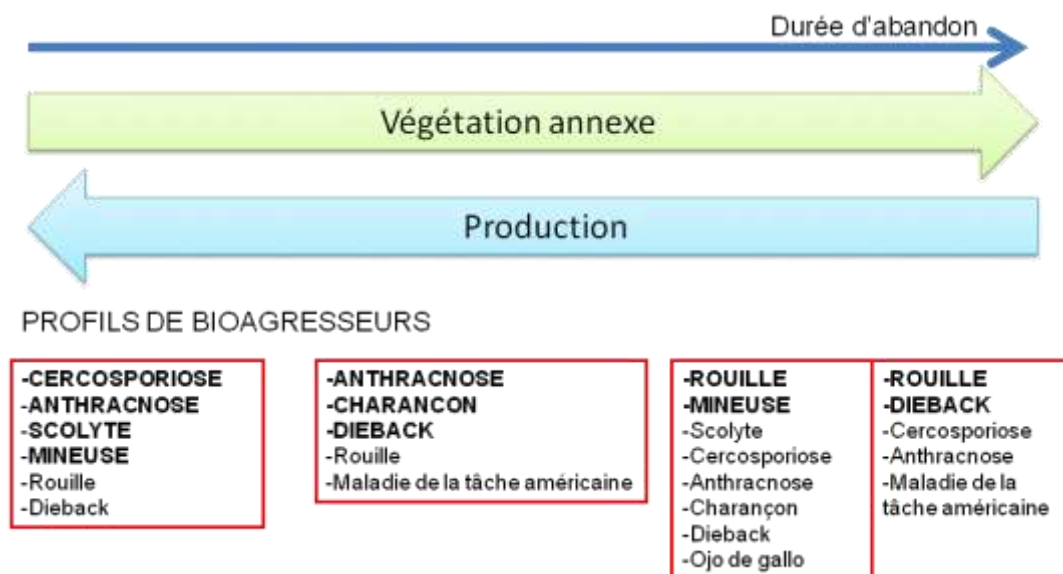 Durée d'abandon
Végétation annexe
Production
PROFILS DE BIOAGRESSEURS
-CERCOSPORIOSE
-ANTHRACNOSE
-SCOLYTE
-MINEUSE
-Rouille
-Dieback
-ANTHRACNOSE
-CHARANCON
-DIEBACK
-Rouille
-Maladie de la tâche américaine
-ROUILLE
-MINEUSE
-Scolyte
-Cercosporiose
-Anthracnose
-Charançon
-Dieback
-Ojo de gallo
-ROUILLE
-DIEBACK
-Cercosporiose
-Anthracnose
-Maladie de la
tâche américaine